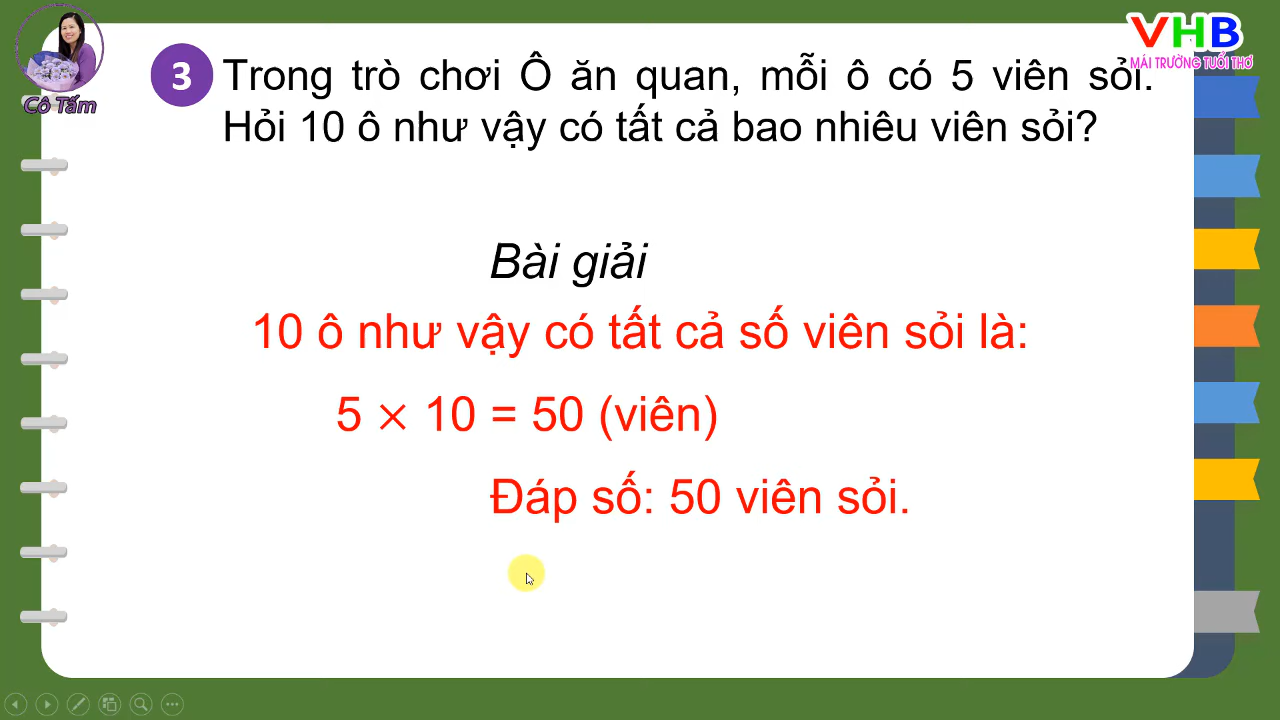 VHB
MÁI TRƯỜNG TUỔI THƠ
Cô Tấm
3 Trong trò chơi Ô ăn quan, mỗi ô có 5 viên sỏi.
Hỏi 10 ô như vậy có tất cả bao nhiêu viên sỏi?
Bài giải
10 ô như vậy có tất cả số viên sỏi là:
5 × 10 = 50 (viên)
Đáp số: 50 viên sỏi.